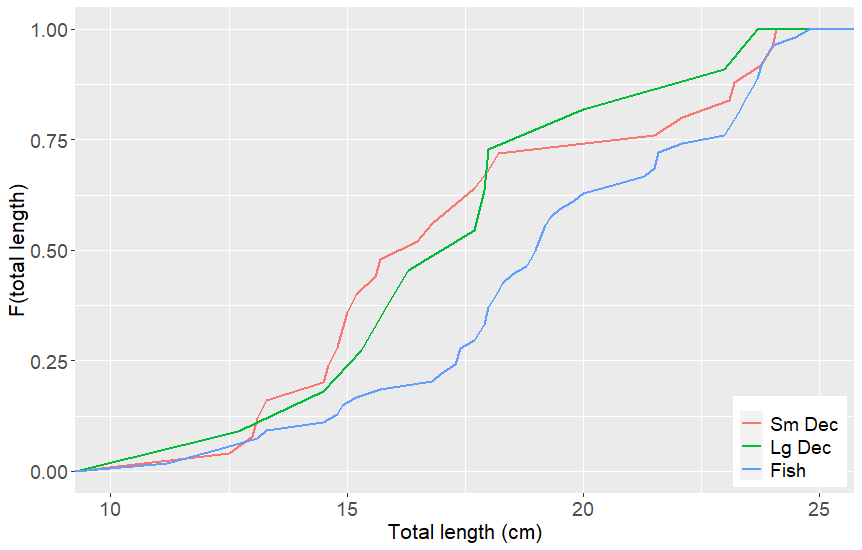 F(total length)
1.00
0.75
0.50
0.25
0.00
10
15
20
25
Total length (cm)
Sm Dec
Lg Dec
Fish